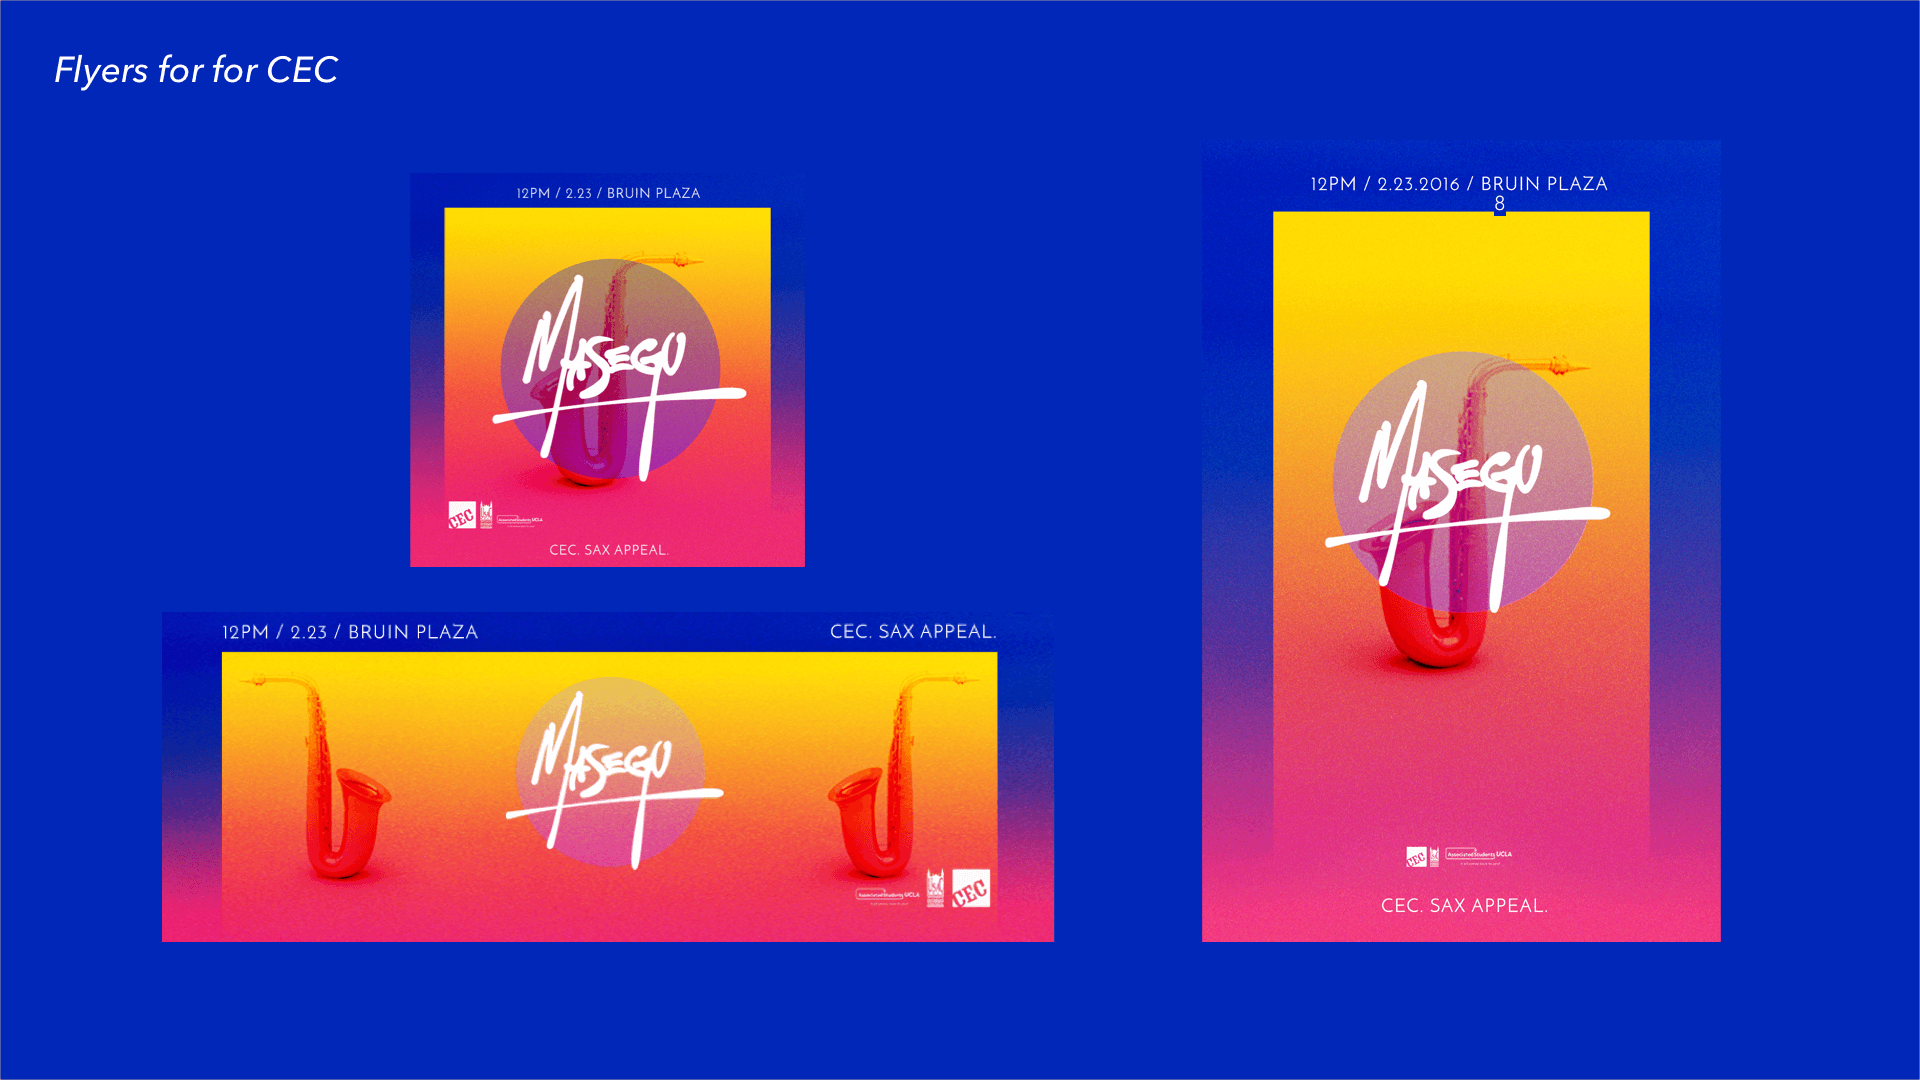 Flyers for for CEC
12PM / 2.23 / BRUIN PLAZA
MASEGO
CEC
Associated Students UCLA
CEC. SAX APPEAL.
12PM / 2.23 / BRUIN PLAZA
CEC. SAX APPEAL.
MASEGO
Associated Students UCLA
CEC
12PM / 2.23.2016 / BRUIN PLAZA
8
MASEGO
CEC
Associated Students UCLA
CEC. SAX APPEAL.